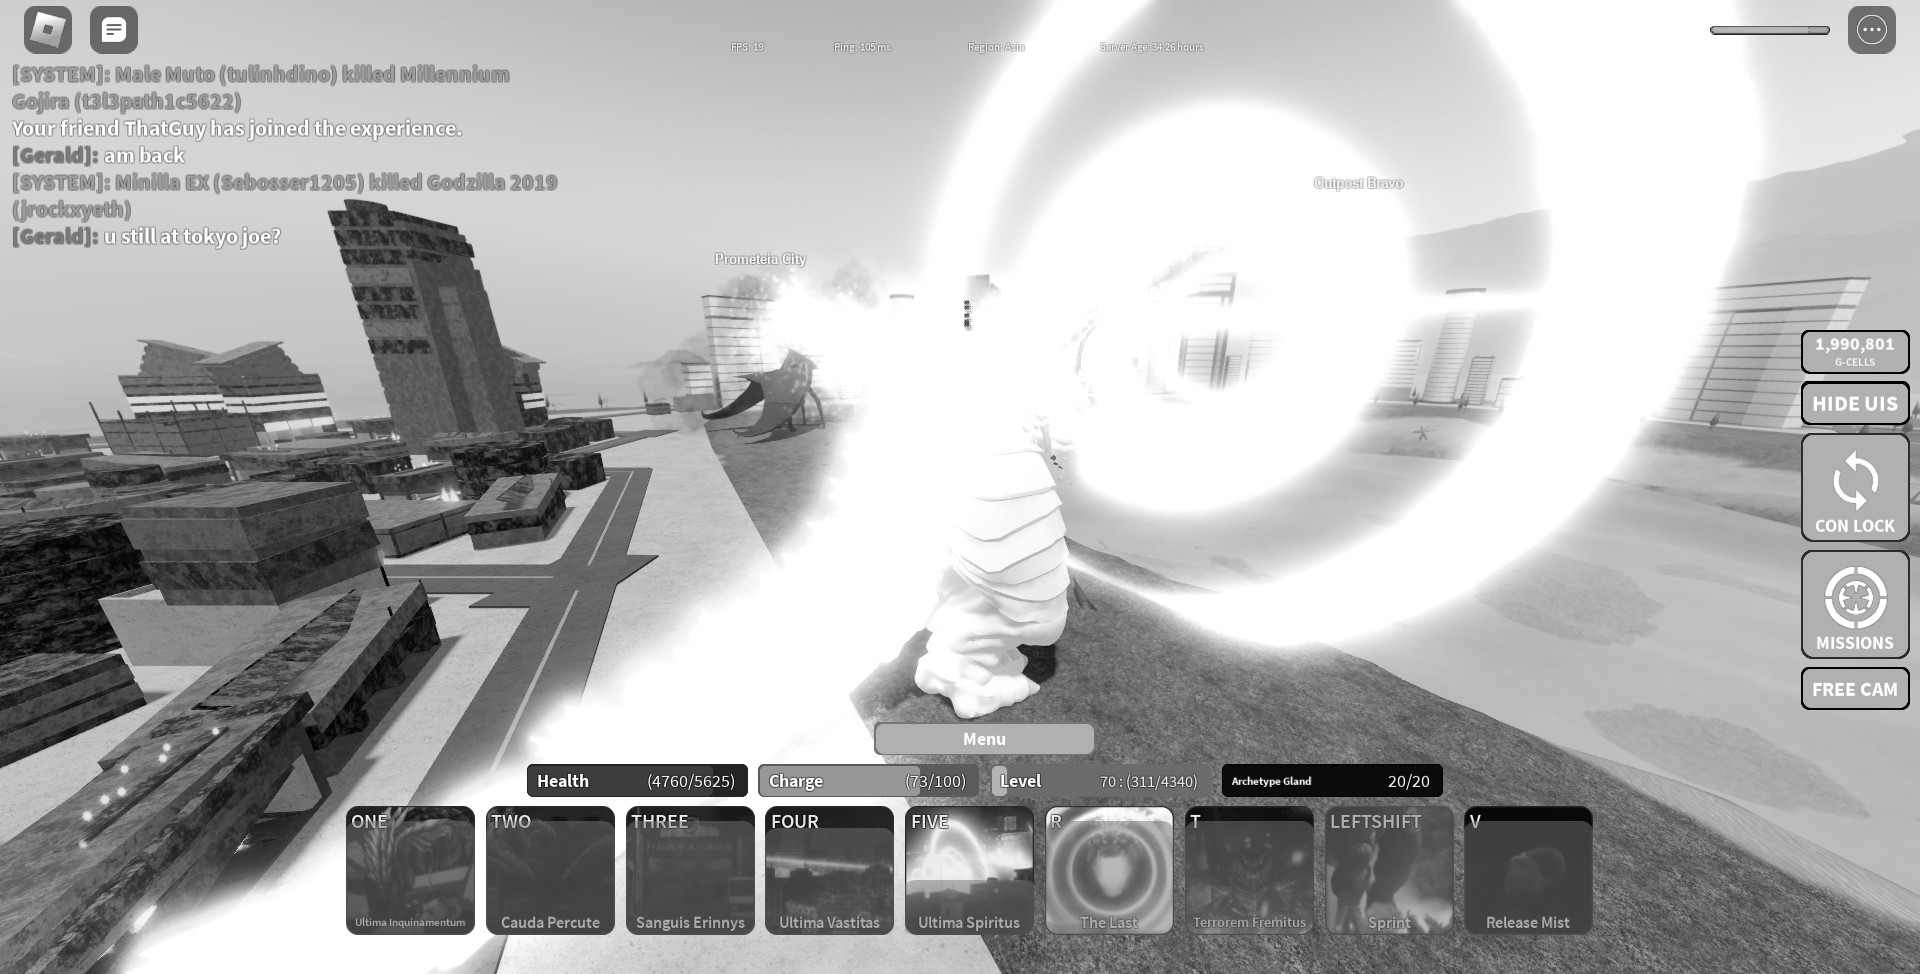 FPS: 19 Ping: 105 ms Region: Asia Server Age: 34.26 hours
[SYSTEM]: Male Muto (tulinhdino) killed Millennium
Gojira (t3l3path1c5622)
Your friend ThatGuy has joined the experience.
[Gerald]: am back
[SYSTEM]: Minilla EX (Sebosser1205) killed Godzilla 2019
(jrockxyeth)
[Gerald]: u still at tokyo joe?
Outpost Bravo
Prometeia City
1,990,801
G-CELLS
HIDE UIS
CON LOCK
MISSIONS
FREE CAM
Menu
Health (4760/5625)
Charge (73/100)
Level 70 : (311/4340)
Archetype Gland 20/20
ONE
Ultima Inquinamentum
TWO
Cauda Percute
THREE
Sanguis Erinnys
FOUR
Ultima Vastitas
FIVE
Ultima Spiritus
R
The Last
T
Terrorem Fremitus
LEFTSHIFT
Sprint
V
Release Mist